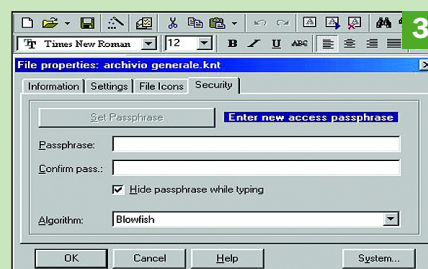 3
Times New Roman 12 B I U ABC
File properties: archivio generale.knt
Information Settings File Icons Security
Set Passphrase Enter new access passphrase
Passphrase:
Confirm pass.:
Hide passphrase while typing
Algorithm: Blowfish
OK Cancel Help System...